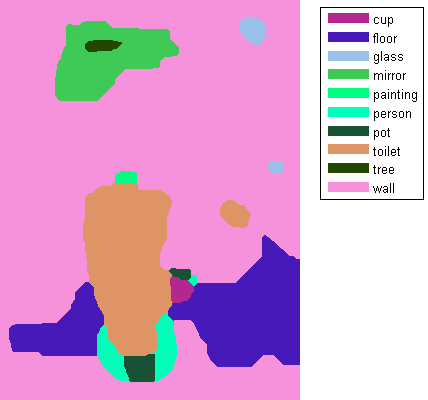 cup
floor
glass
mirror
painting
person
pot
toilet
tree
wall